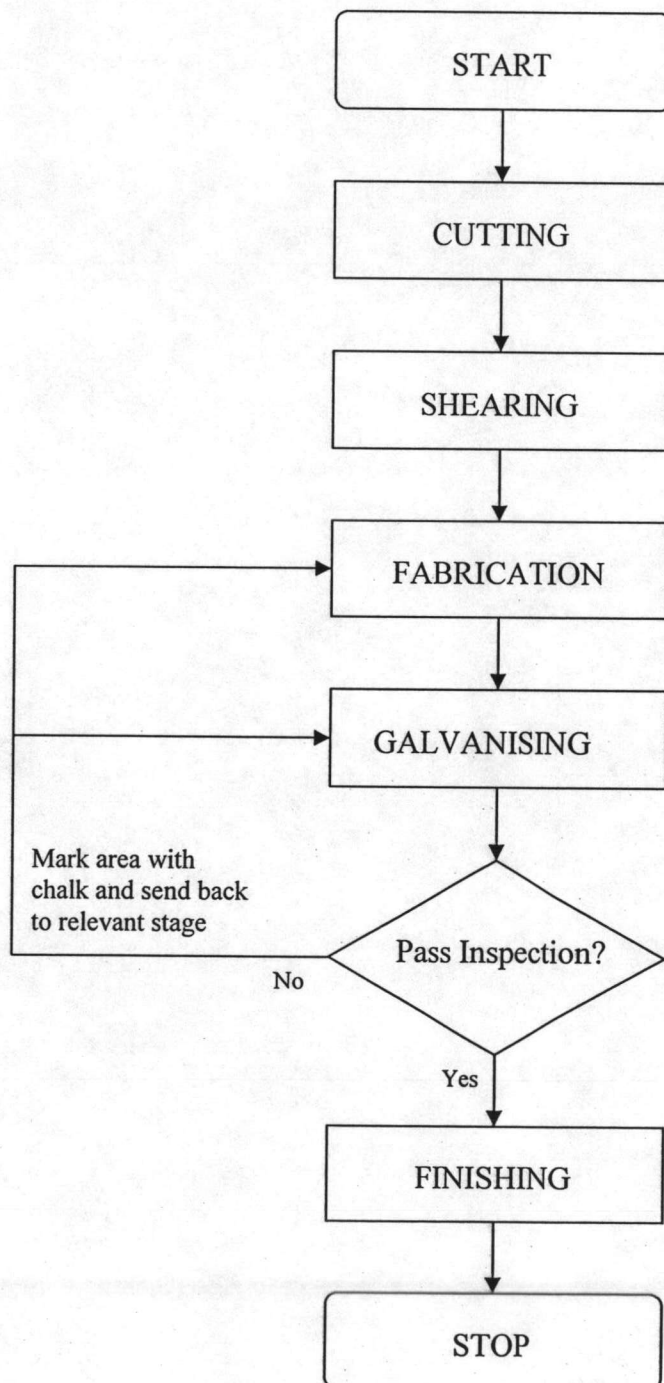 START
CUTTING
SHEARING
FABRICATION
GALVANISING
Mark area with
chalk and send back
to relevant stage
Pass Inspection?
No
Yes
FINISHING
STOP